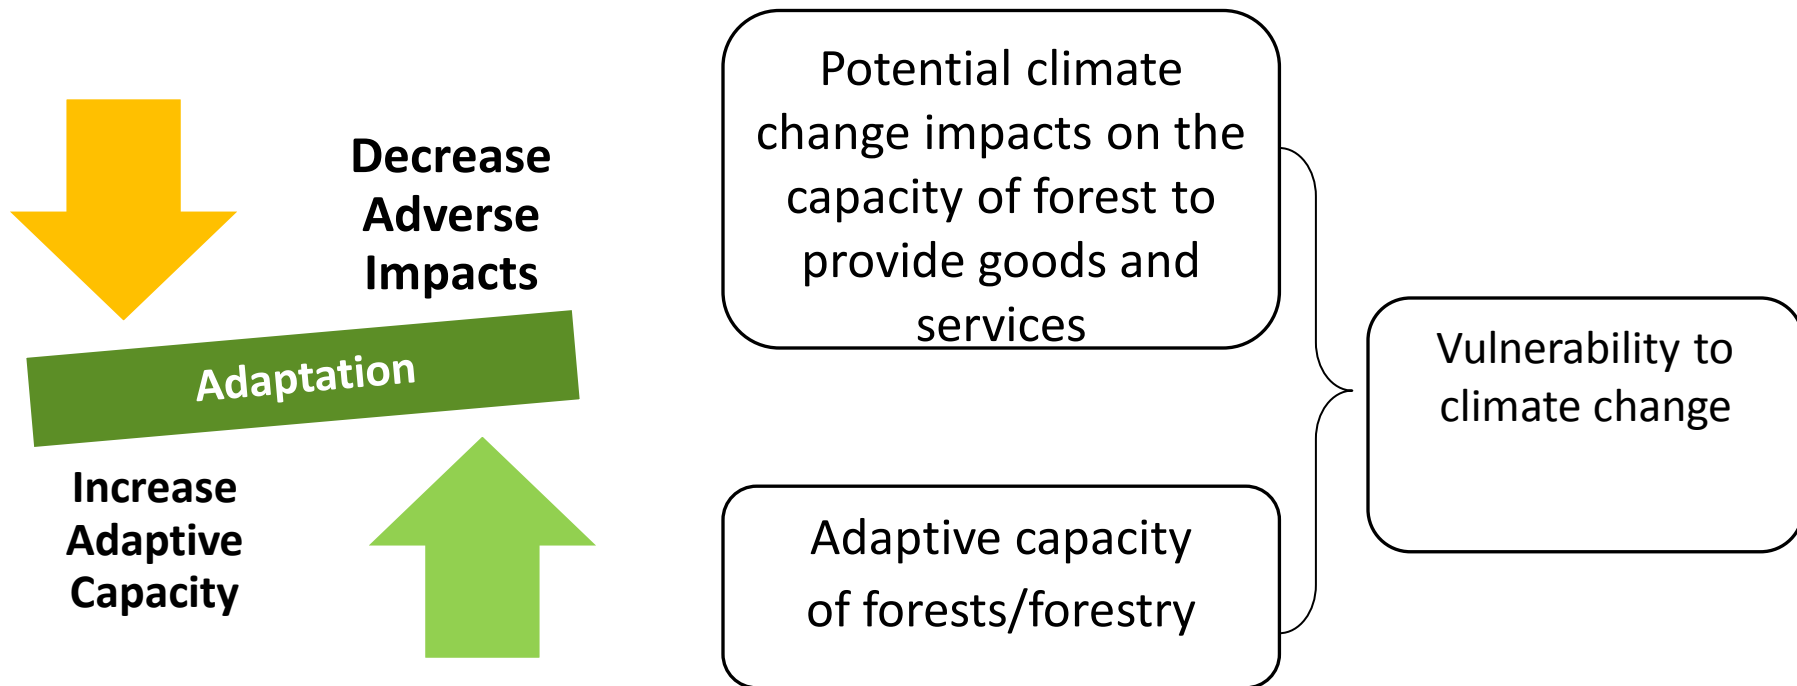 Decrease
Adverse
Impacts
Adaptation
Increase
Adaptive
Capacity
Potential climate
change impacts on the
capacity of forest to
provide goods and
services
Adaptive capacity
of forests/forestry
Vulnerability to
climate change